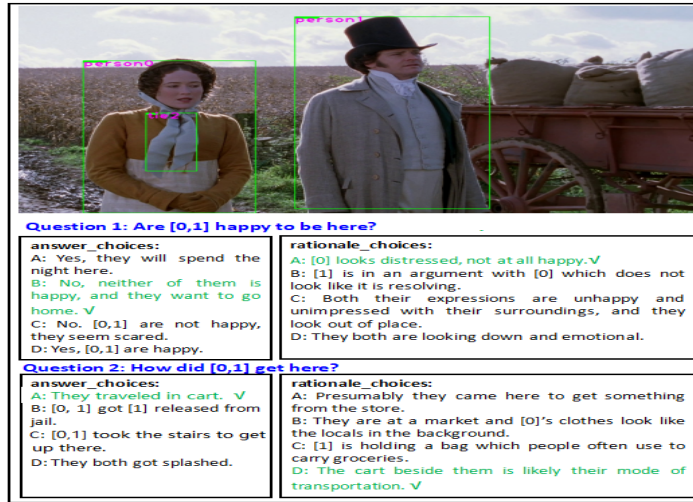 person0
person1
tie2
Question 1: Are [0,1] happy to be here?
answer_choices:
A: Yes, they will spend the
night here.
B: No, neither of them is
happy, and they want to go
home. √
C: No. [0,1] are not happy,
they seem scared.
D: Yes, [0,1] are happy.
rationale_choices:
A: [0] looks distressed, not at all happy.√
B: [1] is in an argument with [0] which does not
look like it is resolving.
C: Both their expressions are unhappy and
unimpressed with their surroundings, and they
look out of place.
D: They both are looking down and emotional.
Question 2: How did [0,1] get here?
answer_choices:
A: They traveled in cart. √
B: [0, 1] got [1] released from
jail.
C: [0,1] took the stairs to get
up there.
D: They both got splashed.
rationale_choices:
A: Presumably they came here to get something
from the store.
B: They are at a market and [0]'s clothes look like
the locals in the background.
C: [1] is holding a bag which people often use to
carry groceries.
D: The cart beside them is likely their mode of
transportation. √